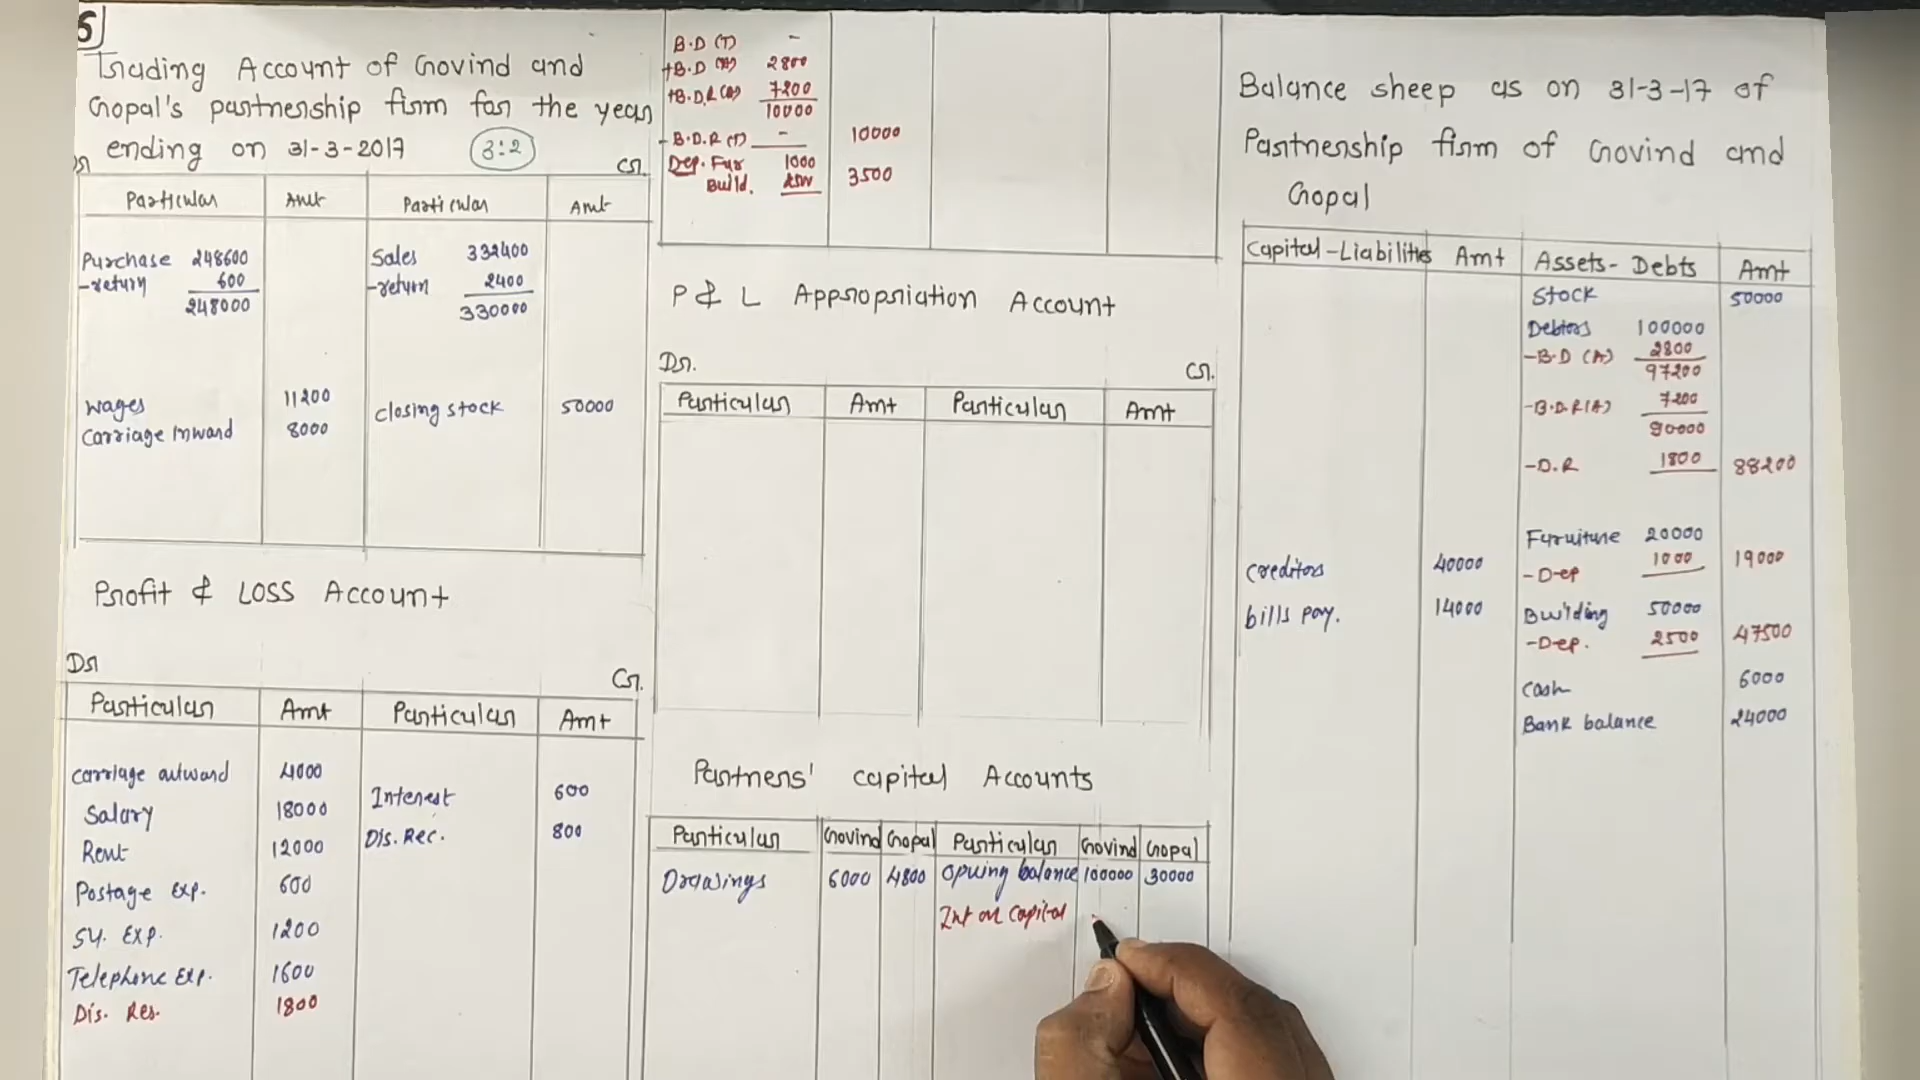 5
Trading Account of Govind and
Gopal's partnership firm for the year
ending on 31-3-2017 3:2
Dr Cr.
Particular Amt Particular Amt
Purchase 248600 Sales 332400
-return 600 -return 2400
248000 330000
wages 11200 closing stock 50000
Carriage Inward 8000
Profit & LOSS Account
Dr Cr.
Particular Amt Particular Amt
carriage outward 4000 Interest 600
Salary 18000 Dis. Rec. 800
Rent 12000
Postage Exp. 600
Sy. Exp. 1200
Telephone Exp. 1600
Dis. Res. 1800
B.D (T) -
+B.D (A) 2800
+B.D.R (A) 7200
10000
-B.D.R (T) - 10000
Dep. Fur 1000
Build. 2500 3500
P & L Appropriation Account
Dr. Cr.
Particular Amt Particular Amt
Partners' capital Accounts
Particular Govind Gopal Particular Govind Gopal
Drawings 6000 4800 opning balance 100000 30000
Int on capital
Balance sheep as on 31-3-17 of
Partnership firm of Govind and
Gopal
Capital-Liabilities Amt Assets- Debts Amt
Stock 50000
Debtors 100000
-B.D (A) 2800
97200
-B.D.R(A) 7200
90000
-D.R 1800 88200
Furuiture 20000
-Dep 1000 19000
creditors 40000
bills pay. 14000 Building 50000
-Dep. 2500 47500
cash 6000
Bank balance 24000